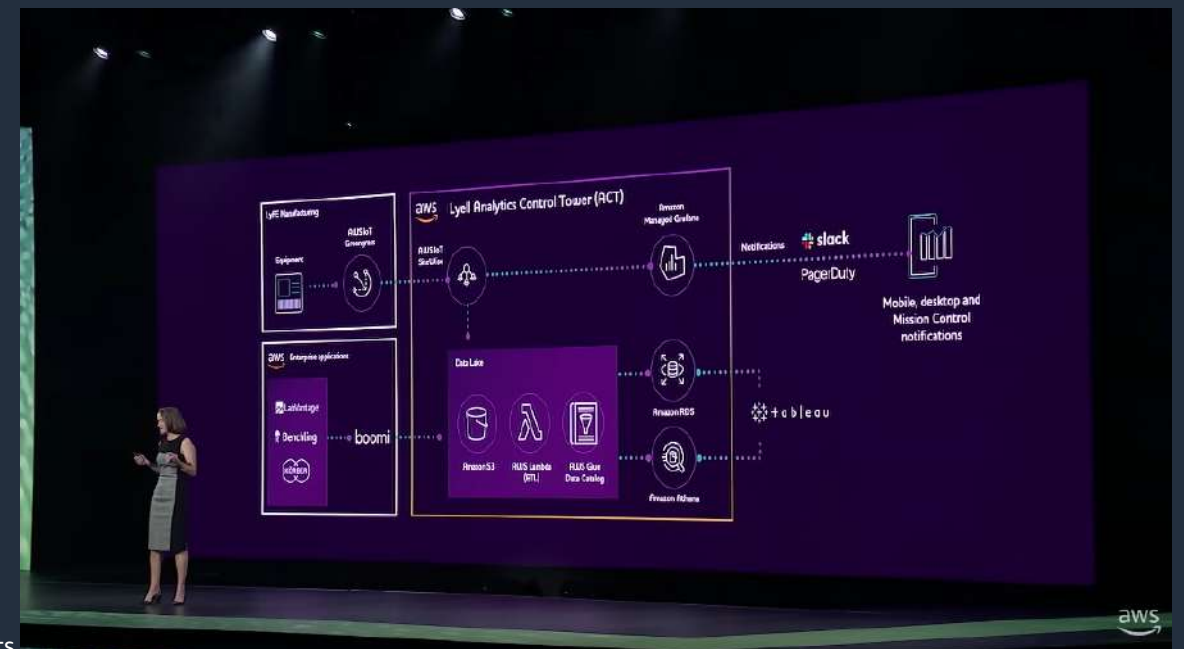 LyFE Manufacturing
Equipment
AWS IoT
Greengrass
aws Enterprise applications
LabVantage
Benchling
KÖRBER
boomi
aws Lyell Analytics Control Tower (ACT)
AWS IoT
SiteWise
Amazon
Managed Grafana
Data Lake
Amazon S3
AWS Lambda
(ETL)
AWS Glue
Data Catalog
Amazon RDS
Amazon Athena
Notifications
slack
PagerDuty
Mobile, desktop and
Mission Control
notifications
tableau
aws